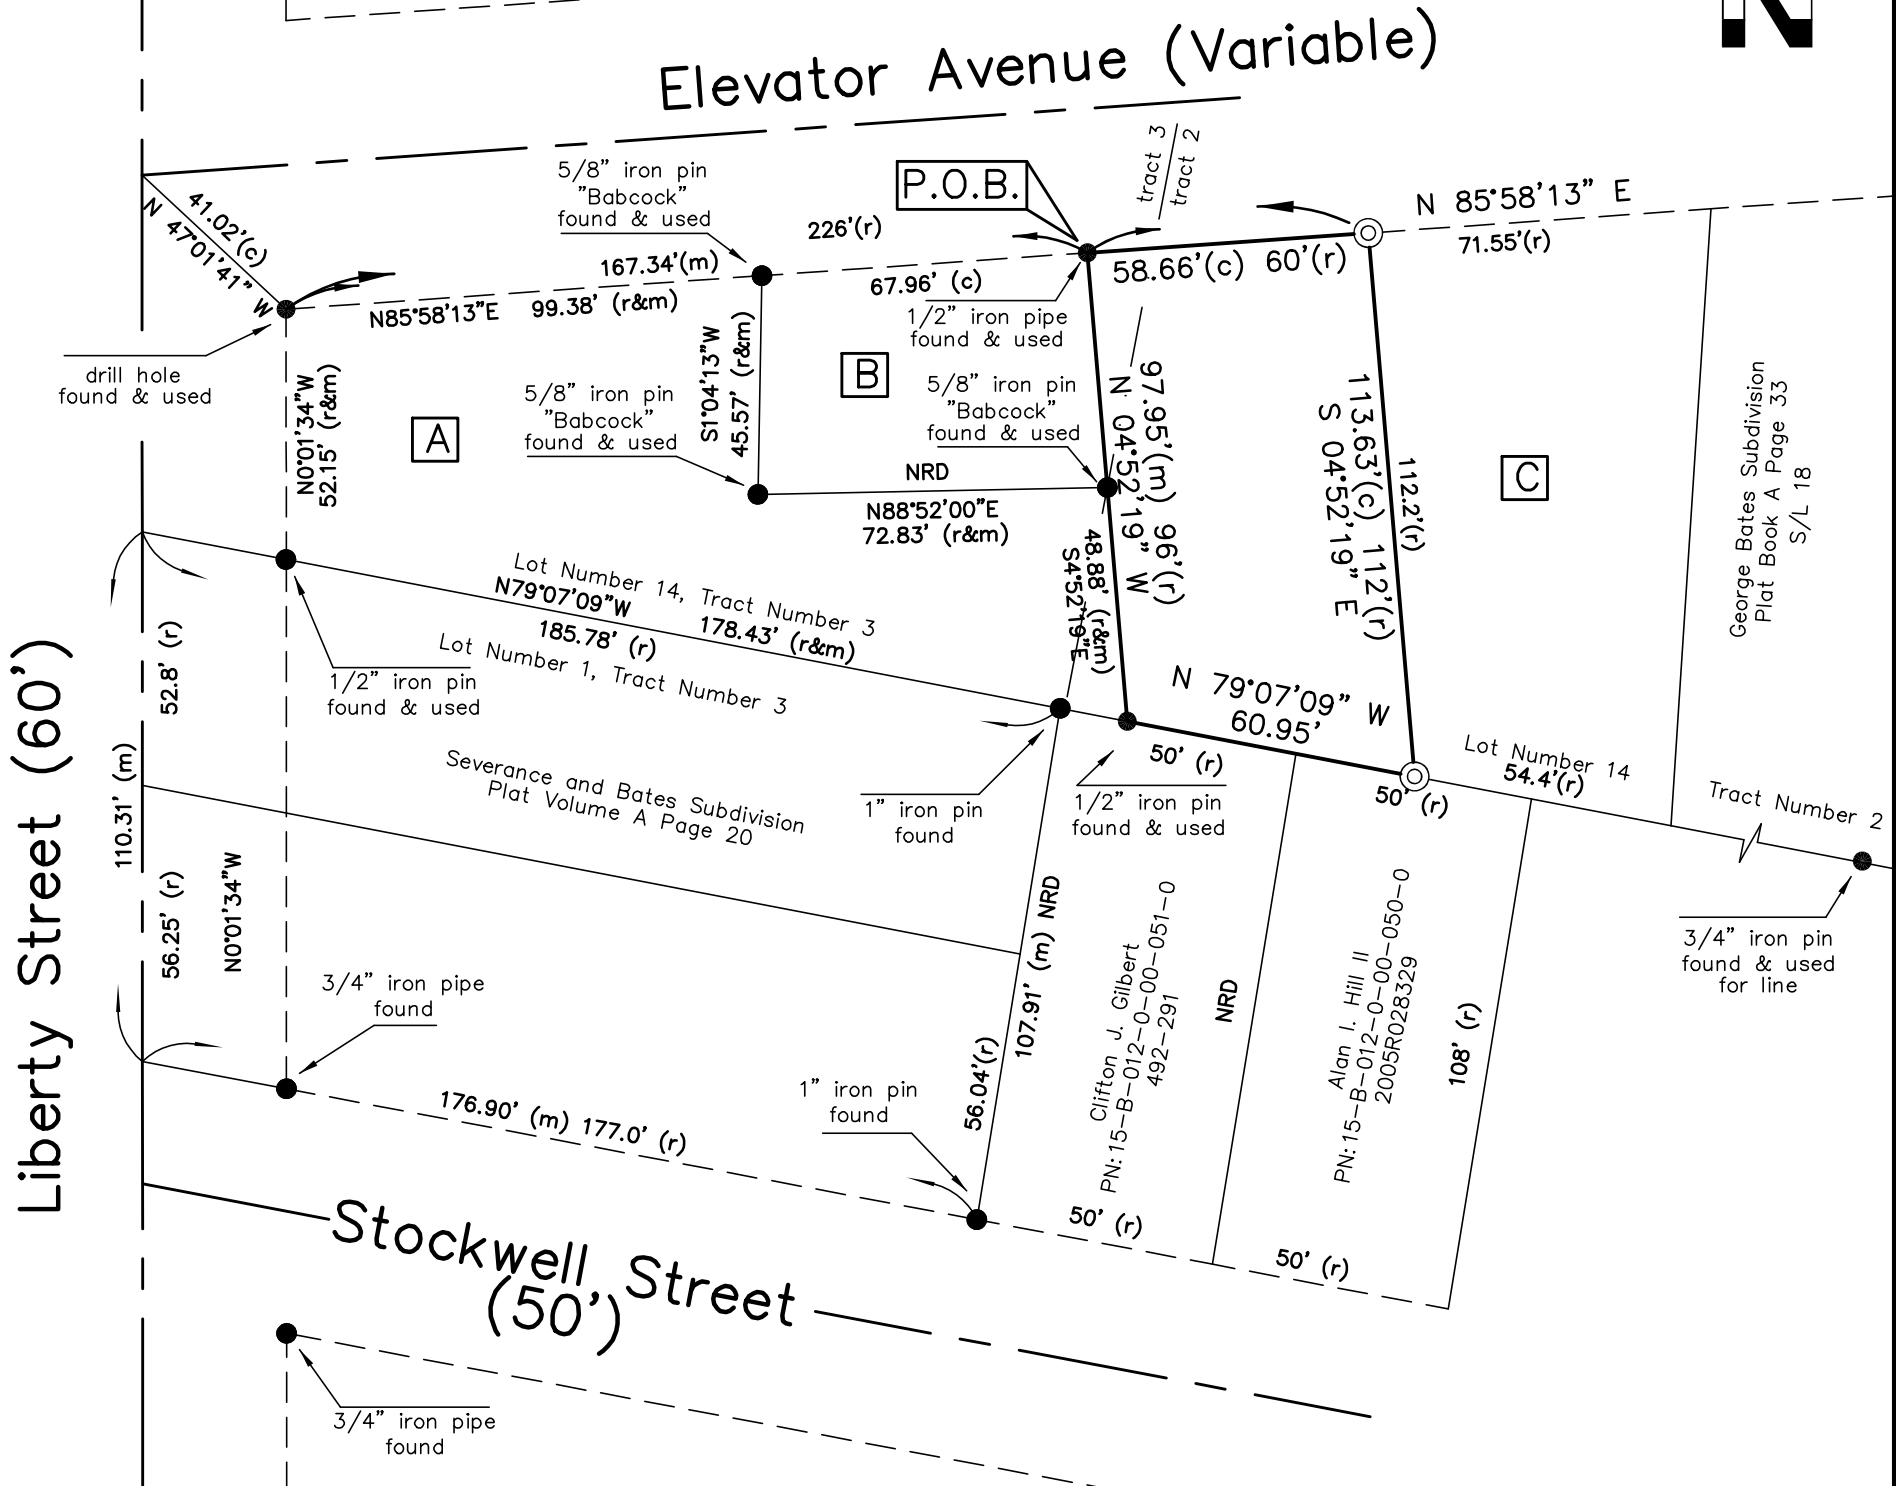 N
Elevator Avenue (Variable)
tract 3
tract 2
5/8" iron pin
"Babcock"
found & used
P.O.B.
41.02'(c)
N 47°01'41" W
226'(r)
N 85°58'13" E
71.55'(r)
167.34'(m)
N85°58'13"E
99.38' (r&m)
67.96' (c)
58.66'(c) 60'(r)
1/2" iron pipe
found & used
drill hole
found & used
N0°01'34"W
52.15' (r&m)
A
5/8" iron pin
"Babcock"
found & used
S1°04'13"W
45.57' (r&m)
B
5/8" iron pin
"Babcock"
found & used
97.95'(m) 96'(r)
N 04°52'19" W
113.63'(c) 112'(r)
S 04°52'19" E
112.2'(r)
C
George Bates Subdivision
Plat Book A Page 33
S/L 18
NRD
N88°52'00"E
72.83' (r&m)
48.88' (r&m)
S4°52'19"E
Lot Number 14, Tract Number 3
N79°07'09"W
185.78' (r)
178.43' (r&m)
Lot Number 1, Tract Number 3
Liberty Street (60')
52.8' (r)
110.31' (m)
56.25' (r)
N0°01'34"W
1/2" iron pin
found & used
N 79°07'09" W
60.95'
50' (r)
50' (r)
Lot Number 14
54.4'(r)
Tract Number 2
Severance and Bates Subdivision
Plat Volume A Page 20
1" iron pin
found
1/2" iron pin
found & used
3/4" iron pin
found & used
for line
3/4" iron pipe
found
107.91' (m) NRD
56.04'(r)
Clifton J. Gilbert
PN:15-B-012-0-00-051-0
492-291
NRD
Alan I. Hill II
PN:15-B-012-0-00-050-0
2005R028329
108' (r)
176.90' (m) 177.0' (r)
1" iron pin
found
50' (r)
50' (r)
Stockwell Street
(50')
3/4" iron pipe
found